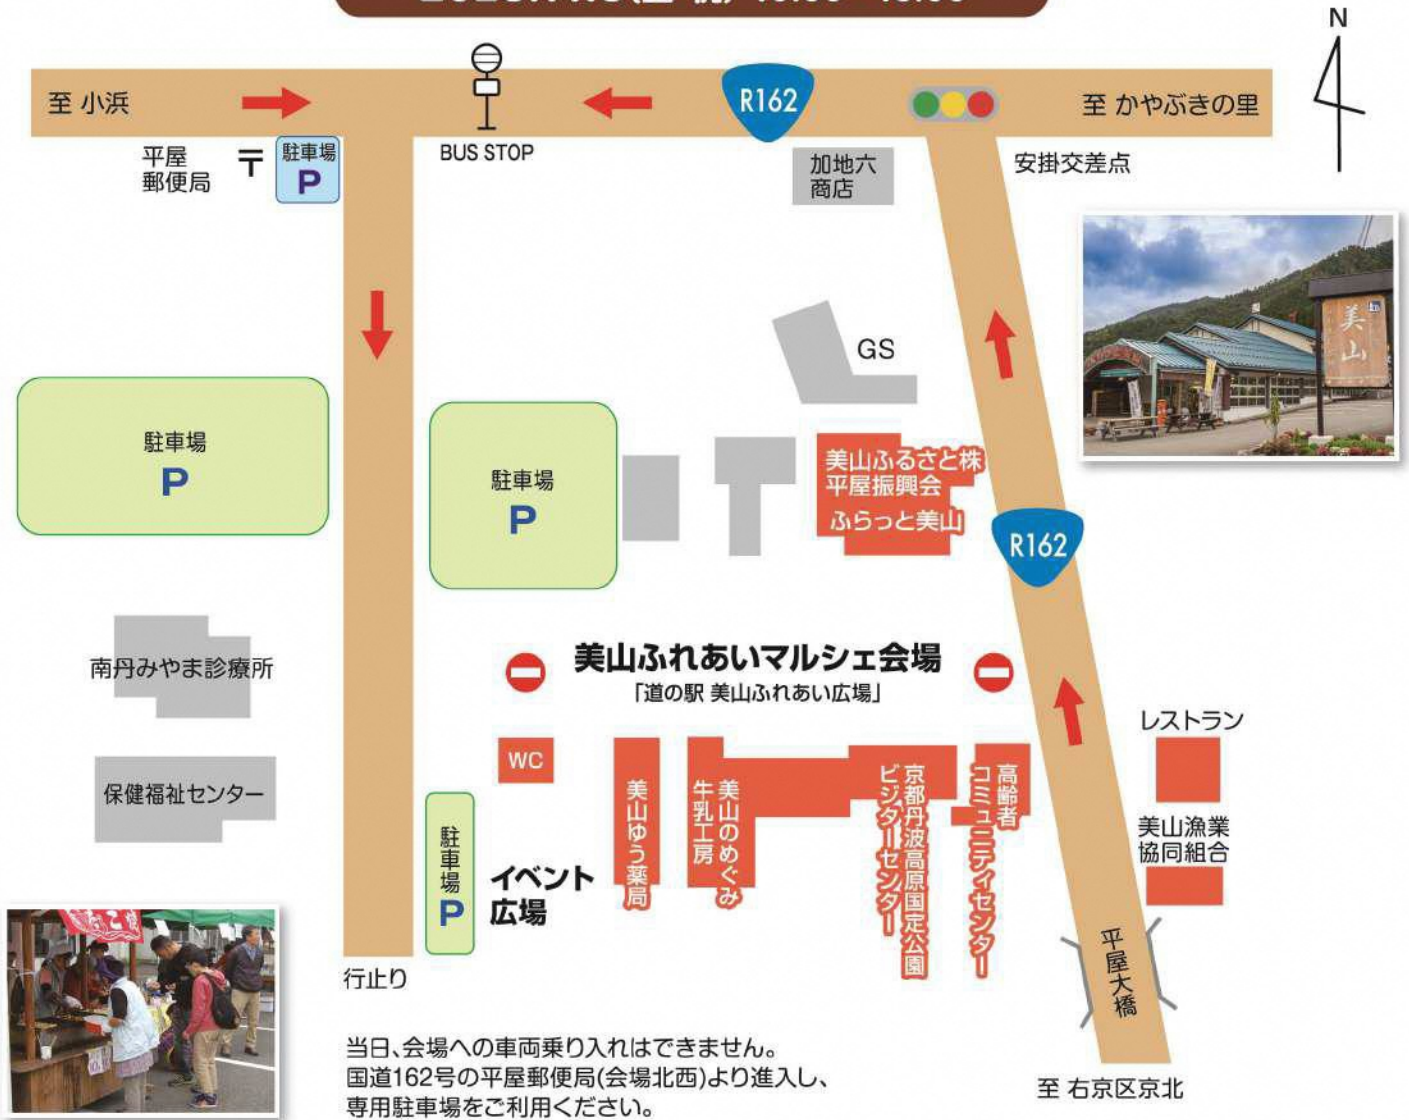 至 小浜
R162
至 かやぶきの里
N
平屋
郵便局
〒
駐車場
P
BUS STOP
加地六
商店
安掛交差点
美山
GS
駐車場
P
駐車場
P
美山ふるさと株
平屋振興会
ふらっと美山
R162
南丹みやま診療所
美山ふれあいマルシェ会場
「道の駅 美山ふれあい広場」
WC
保健福祉センター
駐車場
P
イベント
広場
美山ゆう薬局
美山のめぐみ
牛乳工房
京都丹波高原国定公園
ビジターセンター
高齢者
コミュニティセンター
レストラン
美山漁業
協同組合
平屋大橋
行止り
至 右京区京北
当日、会場への車両乗り入れはできません。
国道162号の平屋郵便局(会場北西)より進入し、
専用駐車場をご利用ください。